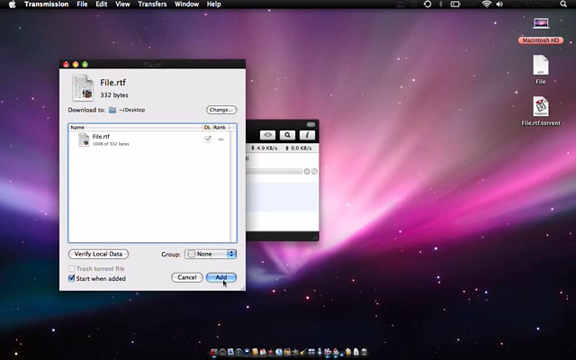 Transmission File Edit View Transfers Window Help
File.rtf
332 bytes
Download to: ~/Desktop Change...
Name DL Rank
File.rtf
100% of 332 bytes
Verify Local Data Group: None
Trash torrent file
Start when added Cancel Add
4.9 KB/s 0.0 KB/s
Macintosh HD
File
File.rtf.torrent